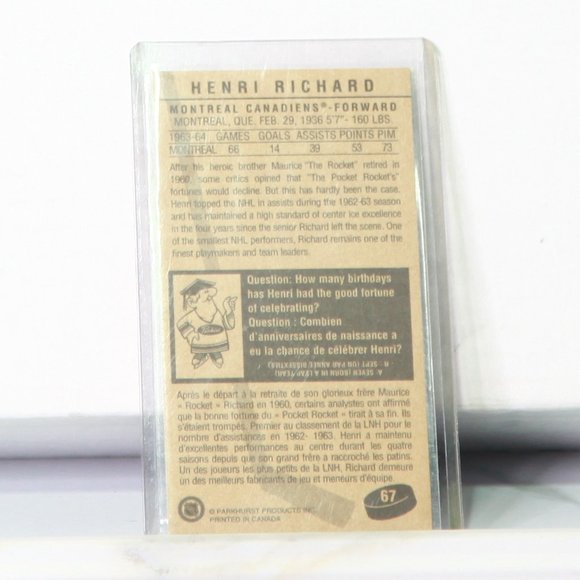 HENRI RICHARD
MONTREAL CANADIENS®-FORWARD
MONTREAL, QUE. FEB. 29, 1936 5'7"- 160 LBS.
1963-64 GAMES GOALS ASSISTS POINTS PIM
MONTREAL 66 14 39 53 73
After his heroic brother Maurice "The Rocket" retired in
1960, some critics opined that "The Pocket Rocket's"
fortunes would decline. But this has hardly been the case.
Henri topped the NHL in assists during the 1962-63 season
and has maintained a high standard of center ice excellence
in the four years since the senior Richard left the scene. One
of the smallest NHL performers, Richard remains one of the
finest playmakers and team leaders.
Question: How many birthdays
has Henri had the good fortune
of celebrating?
Question : Combien
d'anniversaires de naissance a
eu la chance de célébrer Henri?
A. SEVEN (BORN IN A LEAP YEAR)
R. SEPT (UN PAR ANNÉE BISSEXTILE)
Après le départ à la retraite de son glorieux frère Maurice
« Rocket » Richard en 1960, certains analystes ont affirmé
que la bonne fortune du « Pocket Rocket » tirait à sa fin. Ils
s'étaient trompés. Premier au classement de la LNH pour le
nombre d'assistances en 1962- 1963. Henri a maintenu
d'excellentes performances au centre durant les quatre
saisons depuis que son grand frère a raccroché les patins.
Un des joueurs les plus petits de la LNH, Richard demeure
un des meilleurs fabricants de jeu et meneurs d'équipe.
67
© PARKHURST PRODUCTS INC.
PRINTED IN CANADA